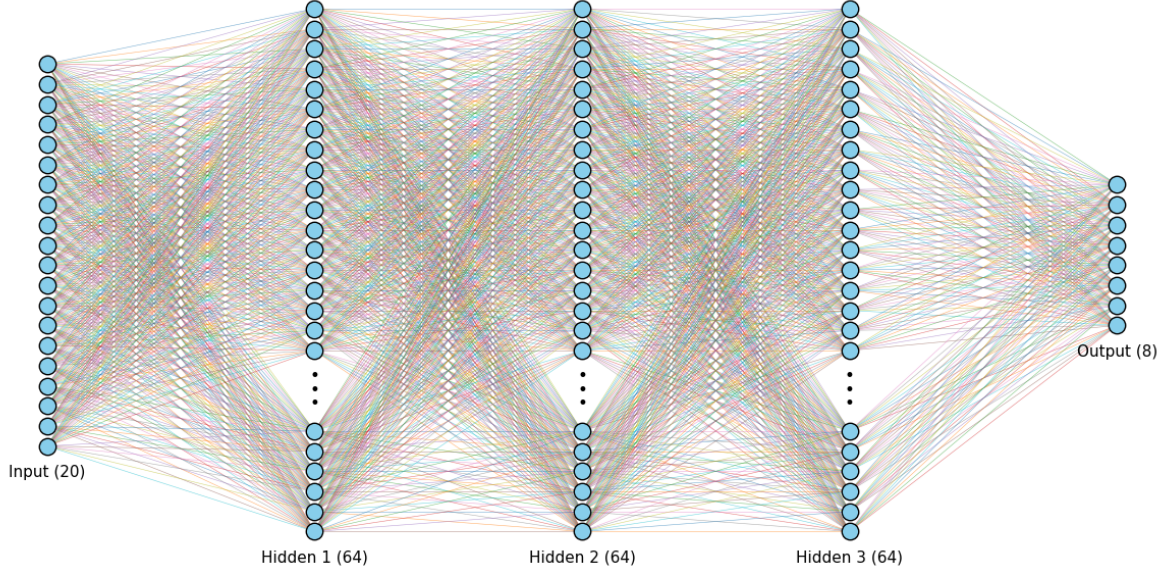 Input (20)
Hidden 1 (64)
Hidden 2 (64)
Hidden 3 (64)
Output (8)